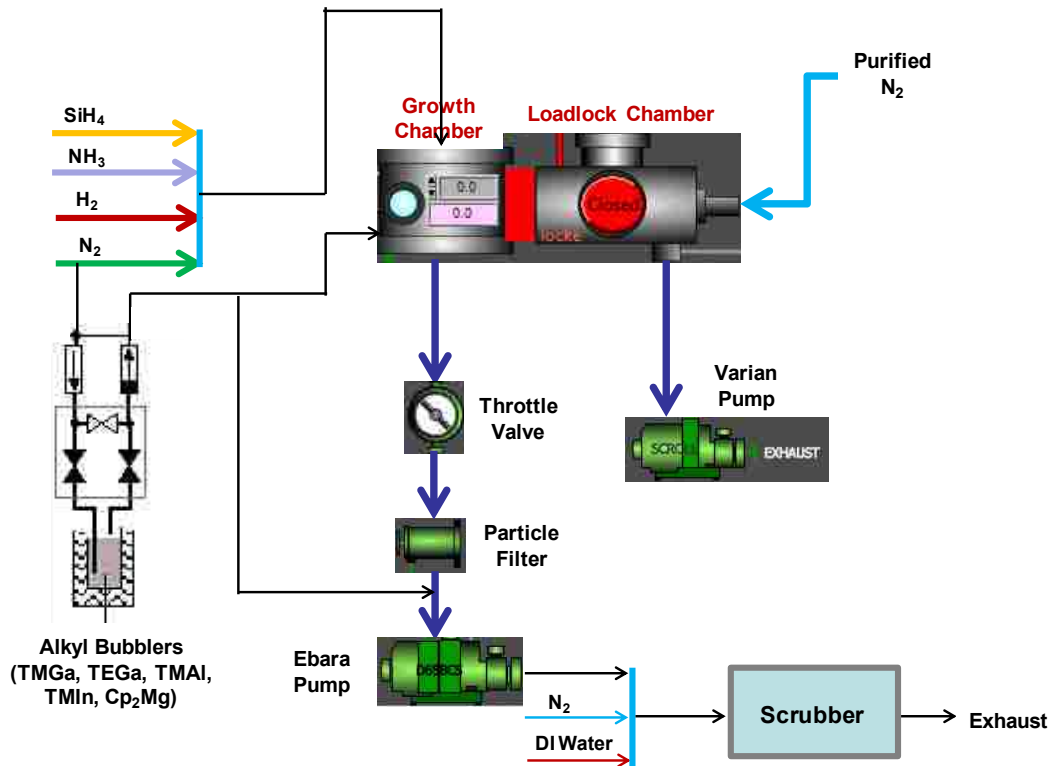 Purified
N₂
SiH₄
NH₃
H₂
N₂
Growth
Chamber
Loadlock Chamber
0.0
0.0
Closed
Throttle
Valve
Varian
Pump
SCROLL
EXHAUST
Particle
Filter
Alkyl Bubblers
(TMGa, TEGa, TMAl,
TMIn, Cp₂Mg)
Ebara
Pump
N₂
DI Water
Scrubber
Exhaust